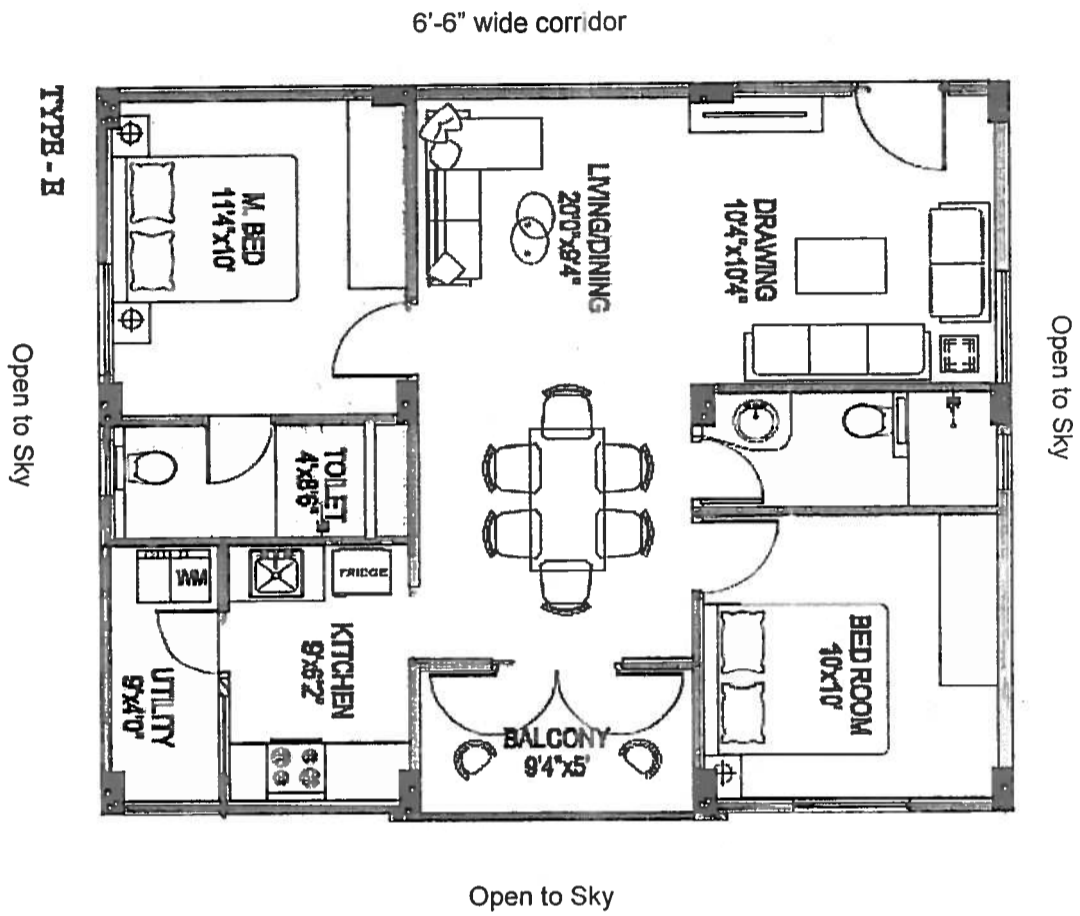 6'-6" wide corridor
TYPE - E
M. BED
11'4"x10'
LIVING/DINING
20'0"x9'4"
DRAWING
10'4"x10'4"
Open to Sky
Open to Sky
TOILET
4'x8'6"
WM
FRIDGE
KITCHEN
9'x6'2"
UTILITY
9'x4'0"
BED ROOM
10'x10'
BALCONY
9'4"x5'
Open to Sky